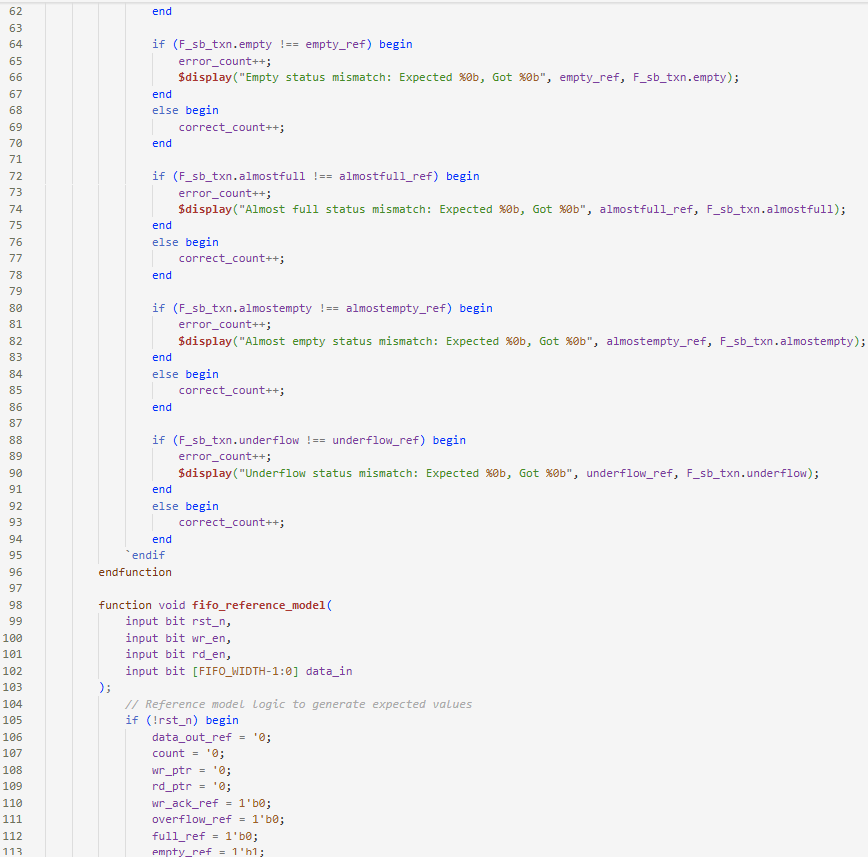 62 end
63
64 if (F_sb_txn.empty !== empty_ref) begin
65 error_count++;
66 $display("Empty status mismatch: Expected %0b, Got %0b", empty_ref, F_sb_txn.empty);
67 end
68 else begin
69 correct_count++;
70 end
71
72 if (F_sb_txn.almostfull !== almostfull_ref) begin
73 error_count++;
74 $display("Almost full status mismatch: Expected %0b, Got %0b", almostfull_ref, F_sb_txn.almostfull);
75 end
76 else begin
77 correct_count++;
78 end
79
80 if (F_sb_txn.almostempty !== almostempty_ref) begin
81 error_count++;
82 $display("Almost empty status mismatch: Expected %0b, Got %0b", almostempty_ref, F_sb_txn.almostempty);
83 end
84 else begin
85 correct_count++;
86 end
87
88 if (F_sb_txn.underflow !== underflow_ref) begin
89 error_count++;
90 $display("Underflow status mismatch: Expected %0b, Got %0b", underflow_ref, F_sb_txn.underflow);
91 end
92 else begin
93 correct_count++;
94 end
95 `endif
96 endfunction
97
98 function void fifo_reference_model(
99 input bit rst_n,
100 input bit wr_en,
101 input bit rd_en,
102 input bit [FIFO_WIDTH-1:0] data_in
103 );
104 // Reference model logic to generate expected values
105 if (!rst_n) begin
106 data_out_ref = '0;
107 count = '0;
108 wr_ptr = '0;
109 rd_ptr = '0;
110 wr_ack_ref = 1'b0;
111 overflow_ref = 1'b0;
112 full_ref = 1'b0;
113 empty_ref = 1'b1;